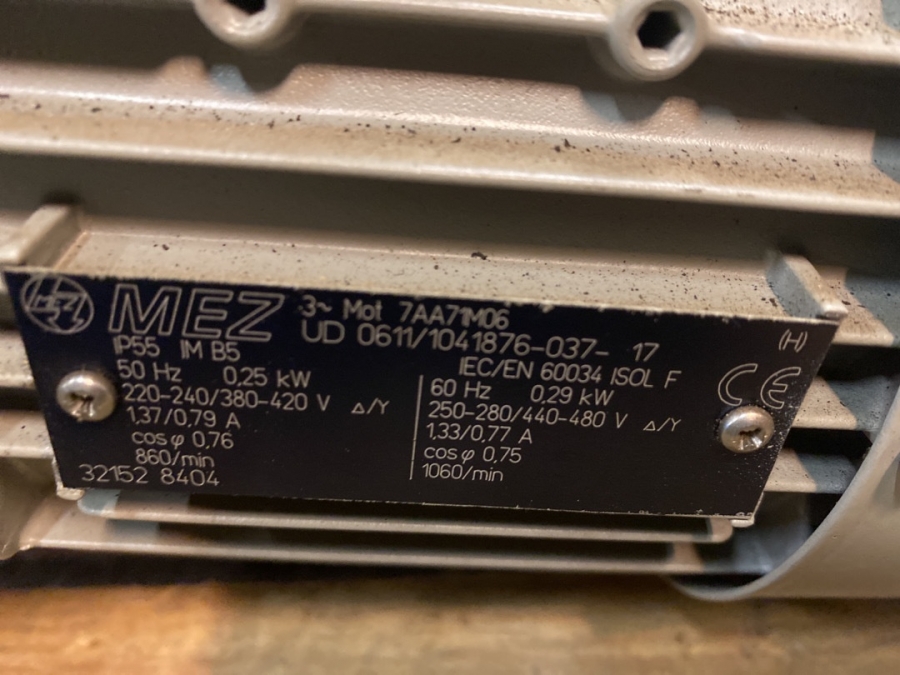 MEZ MEZ 3~ Mot 7AA71M06
UD 0611/1041876-037- 17
(H)
IP55 IM B5
IEC/EN 60034 ISOL F
CE
50 Hz 0,25 kW
220-240/380-420 V Δ/Y
1,37/0,79 A
cos φ 0,76
860/min
60 Hz 0,29 kW
250-280/440-480 V Δ/Y
1,33/0,77 A
cos φ 0,75
1060/min
321528404